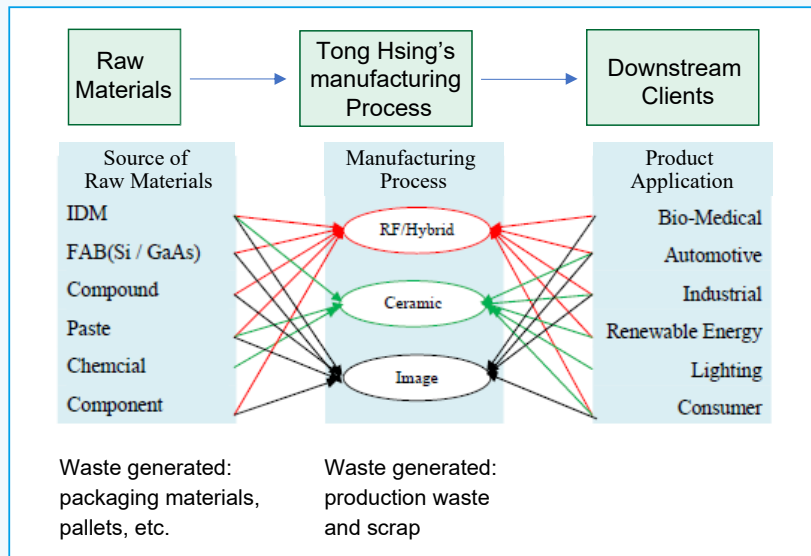 Raw
Materials
Tong Hsing's
manufacturing
Process
Downstream
Clients
Source of
Raw Materials
IDM
FAB(Si / GaAs)
Compound
Paste
Chemcial
Component
Manufacturing
Process
RF/Hybrid
Ceramic
Image
Product
Application
Bio-Medical
Automotive
Industrial
Renewable Energy
Lighting
Consumer
Waste generated:
packaging materials,
pallets, etc.
Waste generated:
production waste
and scrap